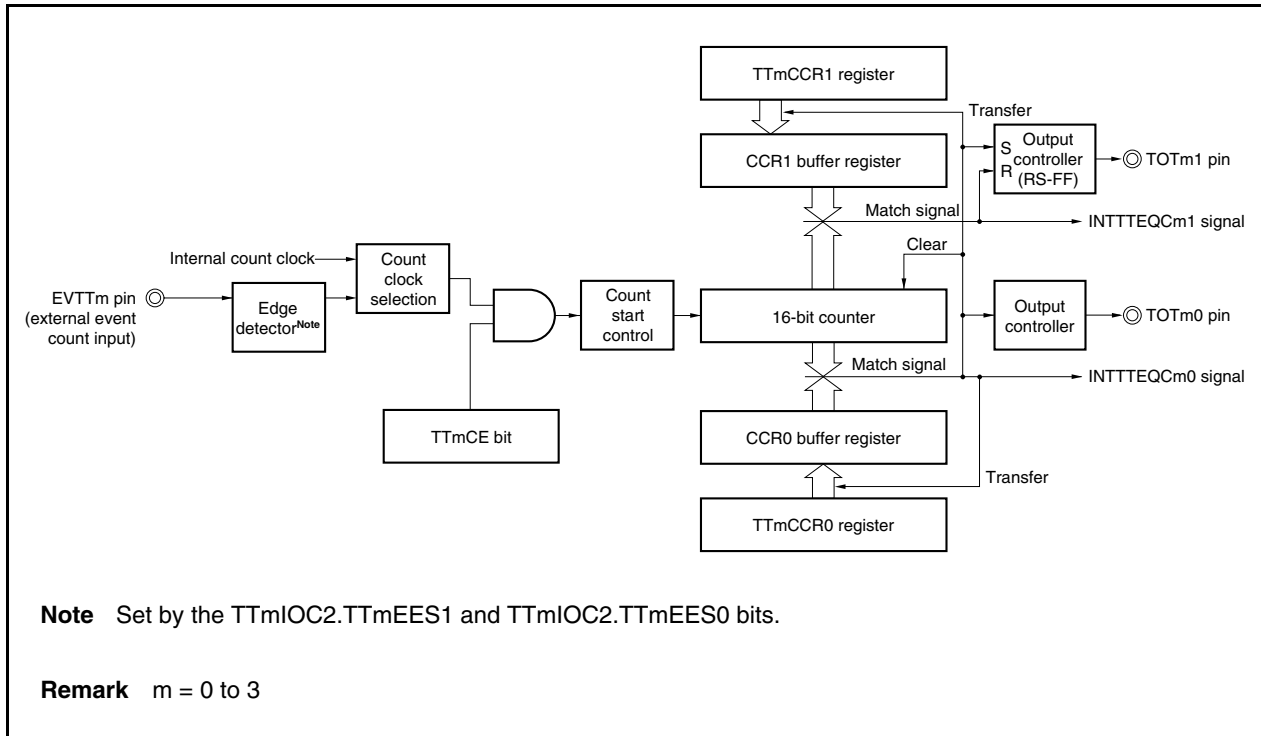 TTmCCR1 register
Transfer
CCR1 buffer register
S
R
Output
controller
(RS-FF)
TOTm1 pin
Match signal
INTTTEQCm1 signal
Internal count clock
Count
clock
selection
Clear
EVTTm pin
(external event
count input)
Edge
detectorNote
Count
start
control
16-bit counter
Output
controller
TOTm0 pin
Match signal
INTTTEQCm0 signal
TTmCE bit
CCR0 buffer register
Transfer
TTmCCR0 register
Note Set by the TTmIOC2.TTmEES1 and TTmIOC2.TTmEES0 bits.
Remark m = 0 to 3